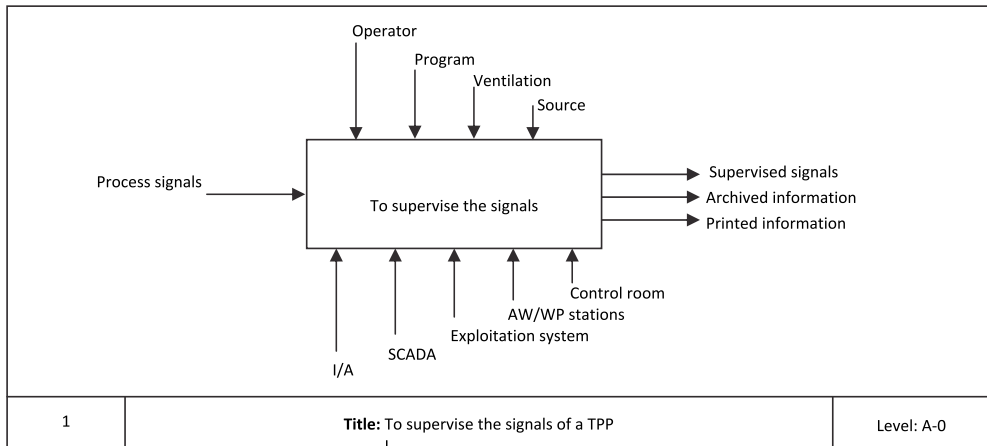 Operator
Program
Ventilation
Source
Process signals
To supervise the signals
Supervised signals
Archived information
Printed information
Control room
AW/WP stations
Exploitation system
SCADA
I/A
1
Title: To supervise the signals of a TPP
Level: A-0